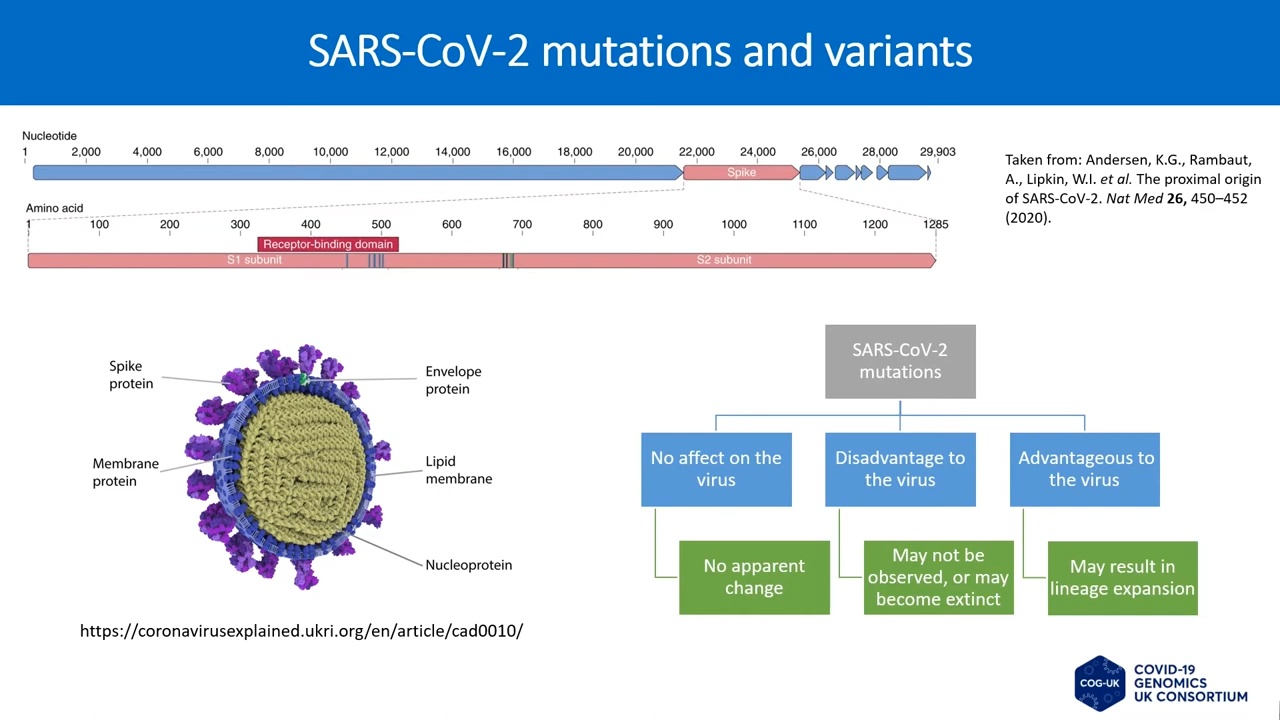 SARS-CoV-2 mutations and variants
Nucleotide
1 2,000 4,000 6,000 8,000 10,000 12,000 14,000 16,000 18,000 20,000 22,000 24,000 26,000 28,000 29,903
Spike
Amino acid
1 100 200 300 400 500 600 700 800 900 1000 1100 1200 1285
Receptor-binding domain
S1 subunit S2 subunit
Taken from: Andersen, K.G., Rambaut,
A., Lipkin, W.I. et al. The proximal origin
of SARS-CoV-2. Nat Med 26, 450–452
(2020).
Spike
protein
Envelope
protein
Membrane
protein
Lipid
membrane
Nucleoprotein
https://coronavirusexplained.ukri.org/en/article/cad0010/
SARS-CoV-2
mutations
No affect on the
virus
Disadvantage to
the virus
Advantageous to
the virus
No apparent
change
May not be
observed, or may
become extinct
May result in
lineage expansion
COG-UK
COVID-19
GENOMICS
UK CONSORTIUM